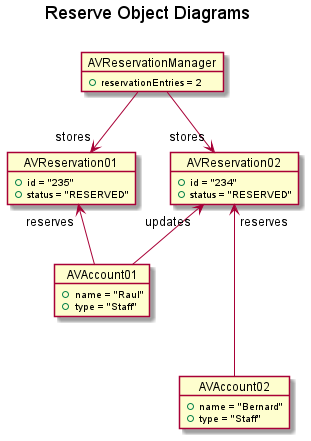 Reserve Object Diagrams
AVReservationManager
reservationEntries = 2
stores
stores
AVReservation01
id = "235"
status = "RESERVED"
AVReservation02
id = "234"
status = "RESERVED"
reserves
updates
reserves
AVAccount01
name = "Raul"
type = "Staff"
AVAccount02
name = "Bernard"
type = "Staff"